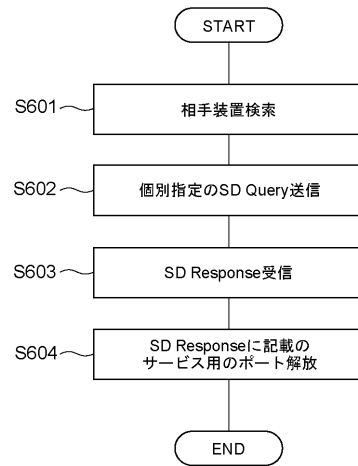 START
S601
相手装置検索
S602
個別指定のSD Query送信
S603
SD Response受信
S604
SD Responseに記載の
サービス用のポート解放
END